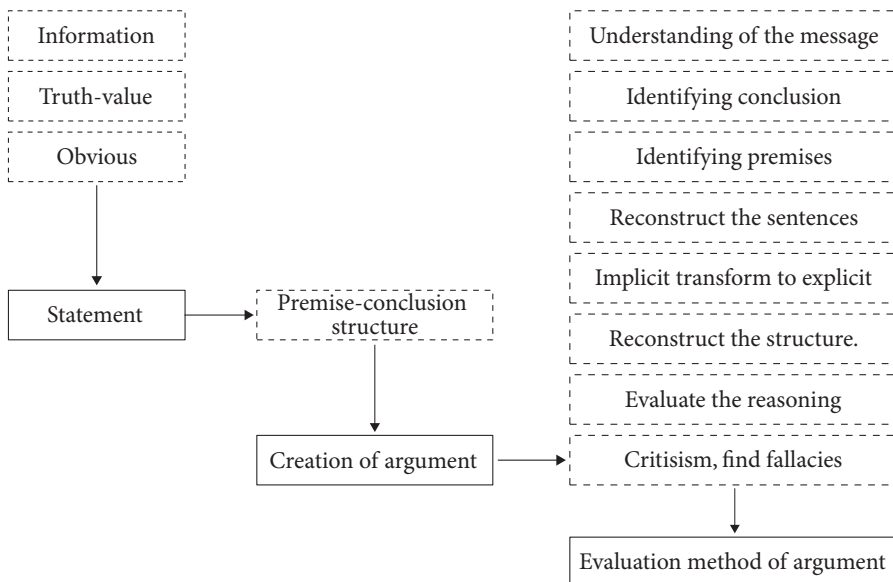 Information
Truth-value
Obvious
Statement
Premise-conclusion
structure
Creation of argument
Understanding of the message
Identifying conclusion
Identifying premises
Reconstruct the sentences
Implicit transform to explicit
Reconstruct the structure.
Evaluate the reasoning
Critisism, find fallacies
Evaluation method of argument